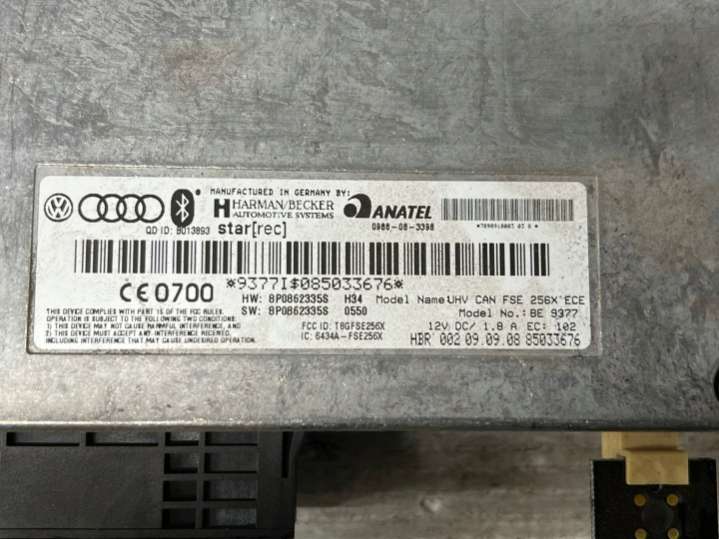 MANUFACTURED IN GERMANY BY:
HARMAN/BECKER
AUTOMOTIVE SYSTEMS
ANATEL
0986-08-3398
QD ID: B013893
star[rec]
*9377I$085033676*
CE0700
HW: 8P0862335S H34
SW: 8P0862335S 0550
Model Name:UHV CAN FSE 256X ECE
Model No.: BE 9377
THIS DEVICE COMPLIES WITH PART 15 OF THE FCC RULES.
OPERATION IS SUBJECT TO THE FOLLOWING TWO CONDITIONS:
1) THIS DEVICE MAY NOT CAUSE HARMFUL INTERFERENCE, AND
2) THIS DEVICE MUST ACCEPT ANY INTERFERENCE RECEIVED,
INCLUDING INTERFERENCE THAT MAY CAUSE UNDESIRED OPERATION.
FCC ID: T8GFSE256X
IC: 6434A-FSE256X
12V DC/ 1.8 A EC: 102
HBR 002 09.09.08 85033676